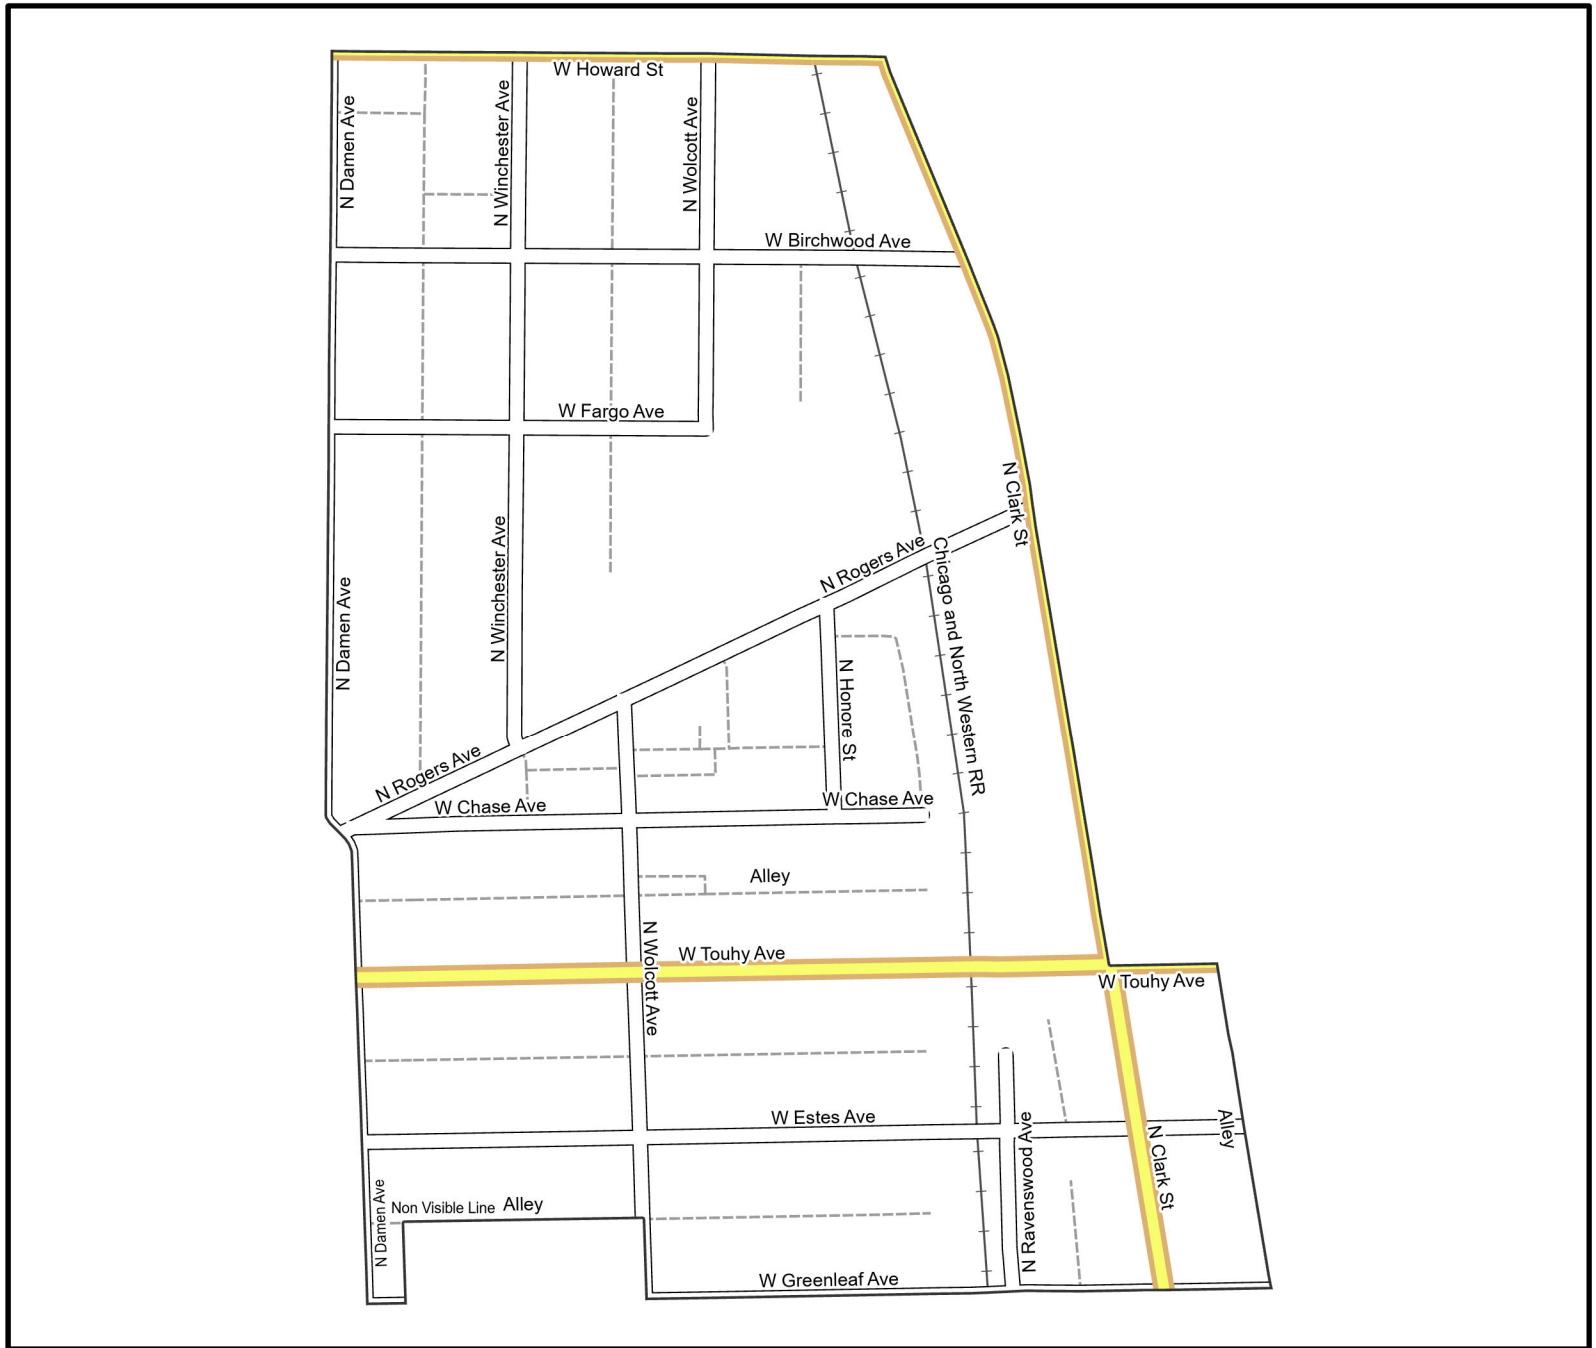 W Howard St
N Damen Ave
N Winchester Ave
N Wolcott Ave
W Birchwood Ave
W Fargo Ave
N Clark St
N Winchester Ave
N Damen Ave
N Rogers Ave
Chicago and North Western RR
N Honore St
N Rogers Ave
W Chase Ave
W Chase Ave
Alley
N Wolcott Ave
W Touhy Ave
W Touhy Ave
W Estes Ave
N Ravenswood Ave
N Clark St
Alley
N Damen Ave
Non Visible Line
Alley
W Greenleaf Ave